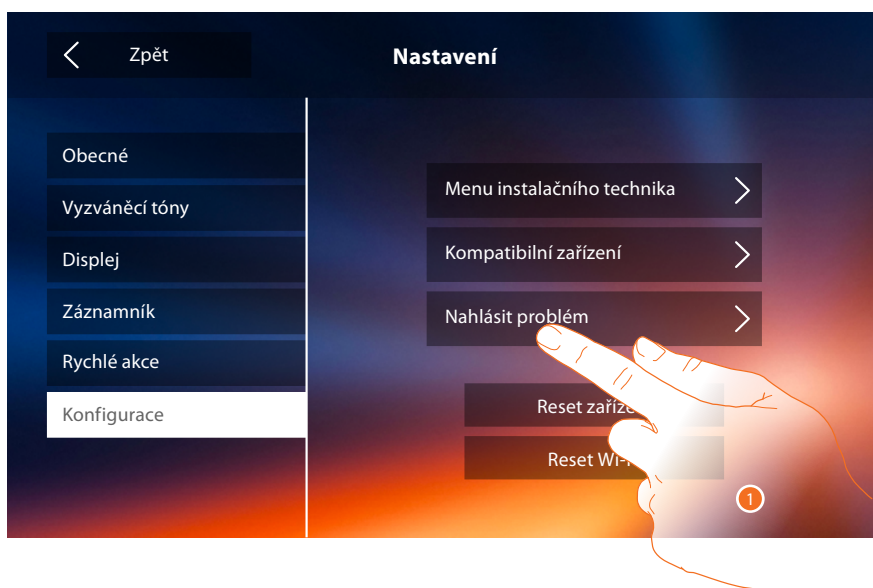 Zpět
Nastavení
Obecné
Vyzváněcí tóny
Displej
Záznamník
Rychlé akce
Konfigurace
Menu instalačního technika
Kompatibilní zařízení
Nahlásit problém
Reset
Reset
1